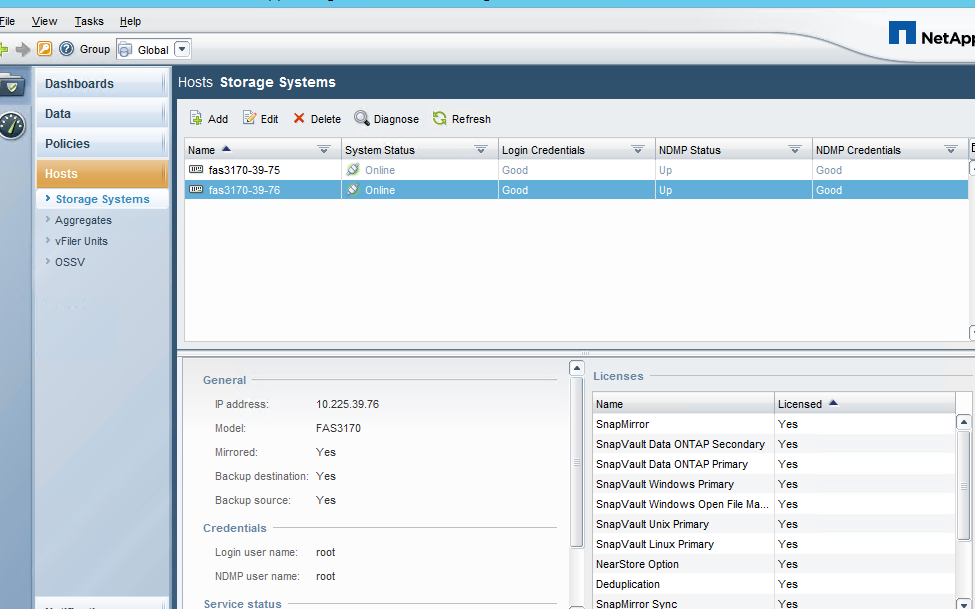 File View Tasks Help
Group Global
NetApp
Dashboards
Data
Policies
Hosts
Storage Systems
Aggregates
vFiler Units
OSSV
Hosts Storage Systems
Add Edit Delete Diagnose Refresh
Name System Status Login Credentials NDMP Status NDMP Credentials
fas3170-39-75 Online Good Up Good
fas3170-39-76 Online Good Up Good
General
IP address: 10.225.39.76
Model: FAS3170
Mirrored: Yes
Backup destination: Yes
Backup source: Yes
Credentials
Login user name: root
NDMP user name: root
Service status
Licenses
Name Licensed
SnapMirror Yes
SnapVault Data ONTAP Secondary Yes
SnapVault Data ONTAP Primary Yes
SnapVault Windows Primary Yes
SnapVault Windows Open File Ma... Yes
SnapVault Unix Primary Yes
SnapVault Linux Primary Yes
NearStore Option Yes
Deduplication Yes
SnapMirror Sync Yes